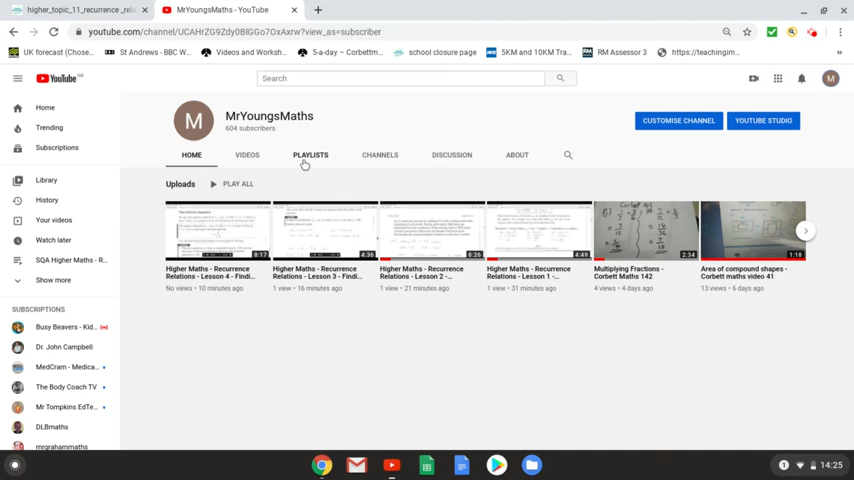 higher_topic_11_recurrence_rela
MrYoungsMaths - YouTube
youtube.com/channel/UCAHrZG9Zdy0BlGGo7OxAxrw?view_as=subscriber
UK forecast (Chose...
St Andrews - BBC W...
Videos and Worksh...
5-a-day – Corbettm...
school closure page
5KM and 10KM Tra...
RM Assessor 3
https://teachingim...
YouTube GB
Search
M
Home
Trending
Subscriptions
Library
History
Your videos
Watch later
SQA Higher Maths - R...
Show more
SUBSCRIPTIONS
Busy Beavers - Kid...
Dr. John Campbell
MedCram - Medica...
The Body Coach TV
Mr Tompkins EdTe...
DLBmaths
mrgrahammaths
M
MrYoungsMaths
604 subscribers
CUSTOMISE CHANNEL
YOUTUBE STUDIO
HOME
VIDEOS
PLAYLISTS
CHANNELS
DISCUSSION
ABOUT
Uploads
PLAY ALL
8:17
Higher Maths - Recurrence
Relations - Lesson 4 - Findi...
No views • 10 minutes ago
4:36
Higher Maths - Recurrence
Relations - Lesson 3 - Findi...
1 view • 16 minutes ago
8:26
Higher Maths - Recurrence
Relations - Lesson 2 -...
1 view • 21 minutes ago
4:49
Higher Maths - Recurrence
Relations - Lesson 1 -...
1 view • 31 minutes ago
2:34
Multiplying Fractions -
Corbett Maths 142
4 views • 4 days ago
1:18
Area of compound shapes -
Corbett maths video 41
13 views • 6 days ago
1
14:25